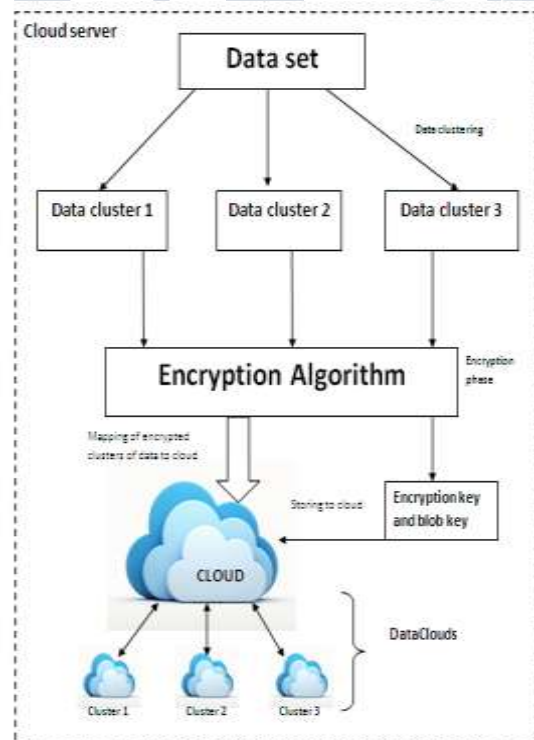 Cloud server
Data set
Data clustering
Data cluster 1
Data cluster 2
Data cluster 3
Encryption Algorithm
Encryption
phase
Mapping of encrypted
clusters of data to cloud
Storing to cloud
Encryption key
and blob key
CLOUD
DataClouds
Cluster 1
Cluster 2
Cluster 3